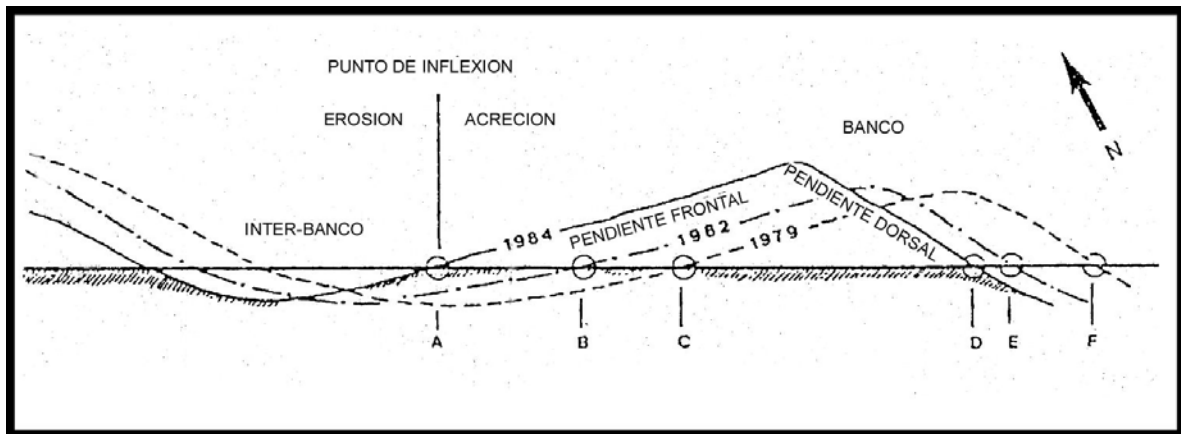 PUNTO DE INFLEXION
EROSION
ACRECION
BANCO
N
INTER-BANCO
1984
PENDIENTE FRONTAL
1982
1979
PENDIENTE DORSAL
A
B
C
D
E
F